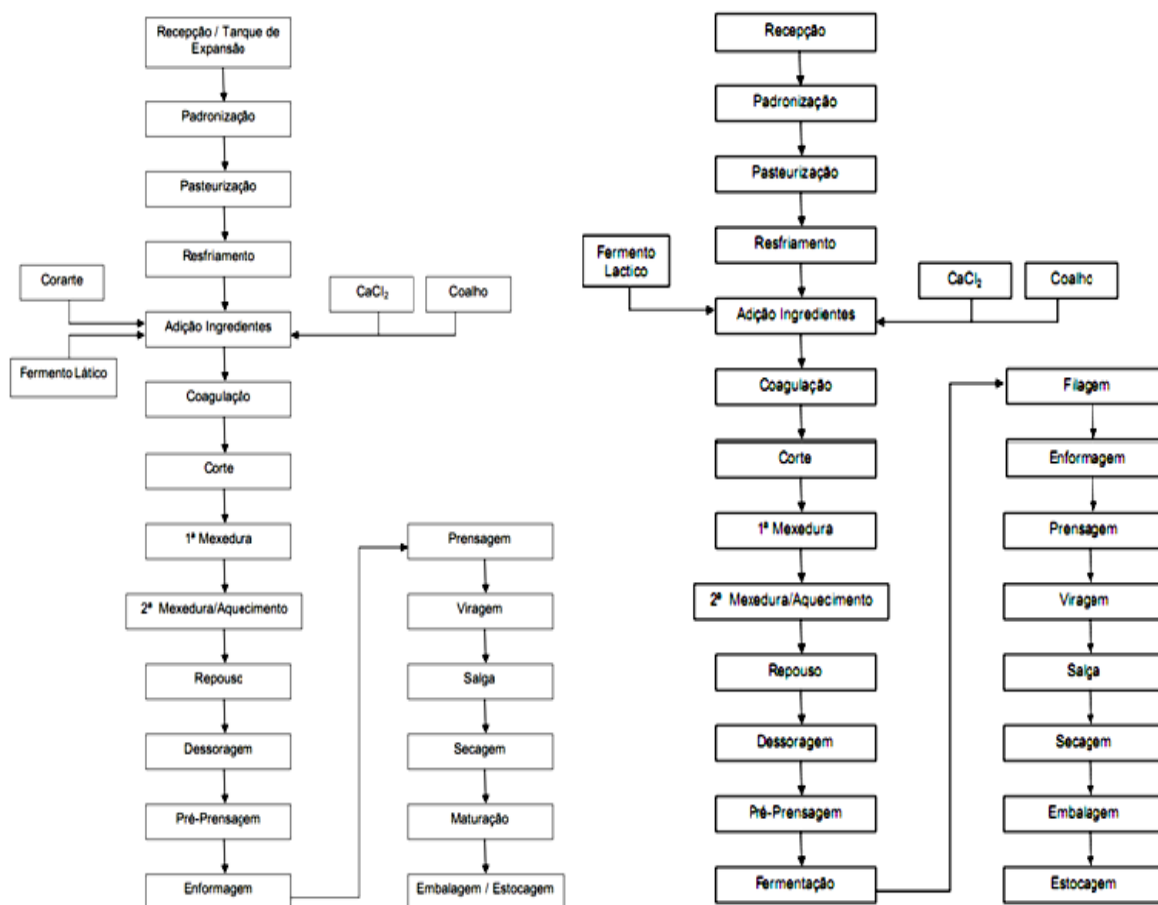 Recepção / Tanque de
Expansão
Padronização
Pasteurização
Resfriamento
Corante
CaCl₂
Coalho
Adição Ingredientes
Fermento Lático
Coagulação
Corte
1ª Mexedura
2ª Mexedura/Aquecimento
Repouso
Dessoragem
Pré-Prensagem
Enformagem
Prensagem
Viragem
Salga
Secagem
Maturação
Embalagem / Estocagem
Recepção
Padronização
Pasteurização
Resfriamento
Fermento
Lactico
CaCl₂
Coalho
Adição Ingredientes
Coagulação
Corte
1ª Mexedura
2ª Mexedura/Aquecimento
Repouso
Dessoragem
Pré-Prensagem
Fermentação
Filagem
Enformagem
Prensagem
Viragem
Salga
Secagem
Embalagem
Estocagem